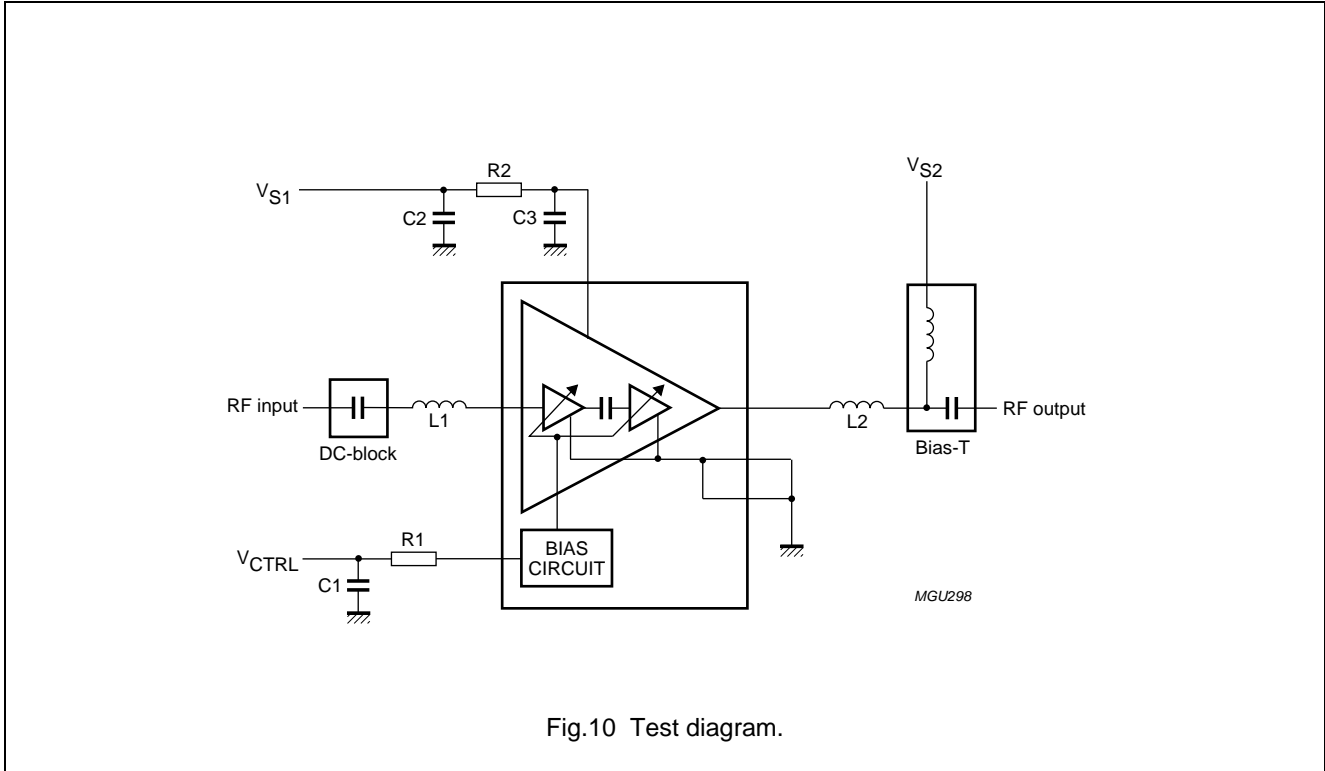 VS1
R2
VS2
C2
C3
RF input
DC-block
L1
L2
Bias-T
RF output
VCTRL
R1
C1
BIAS
CIRCUIT
MGU298
Fig.10 Test diagram.